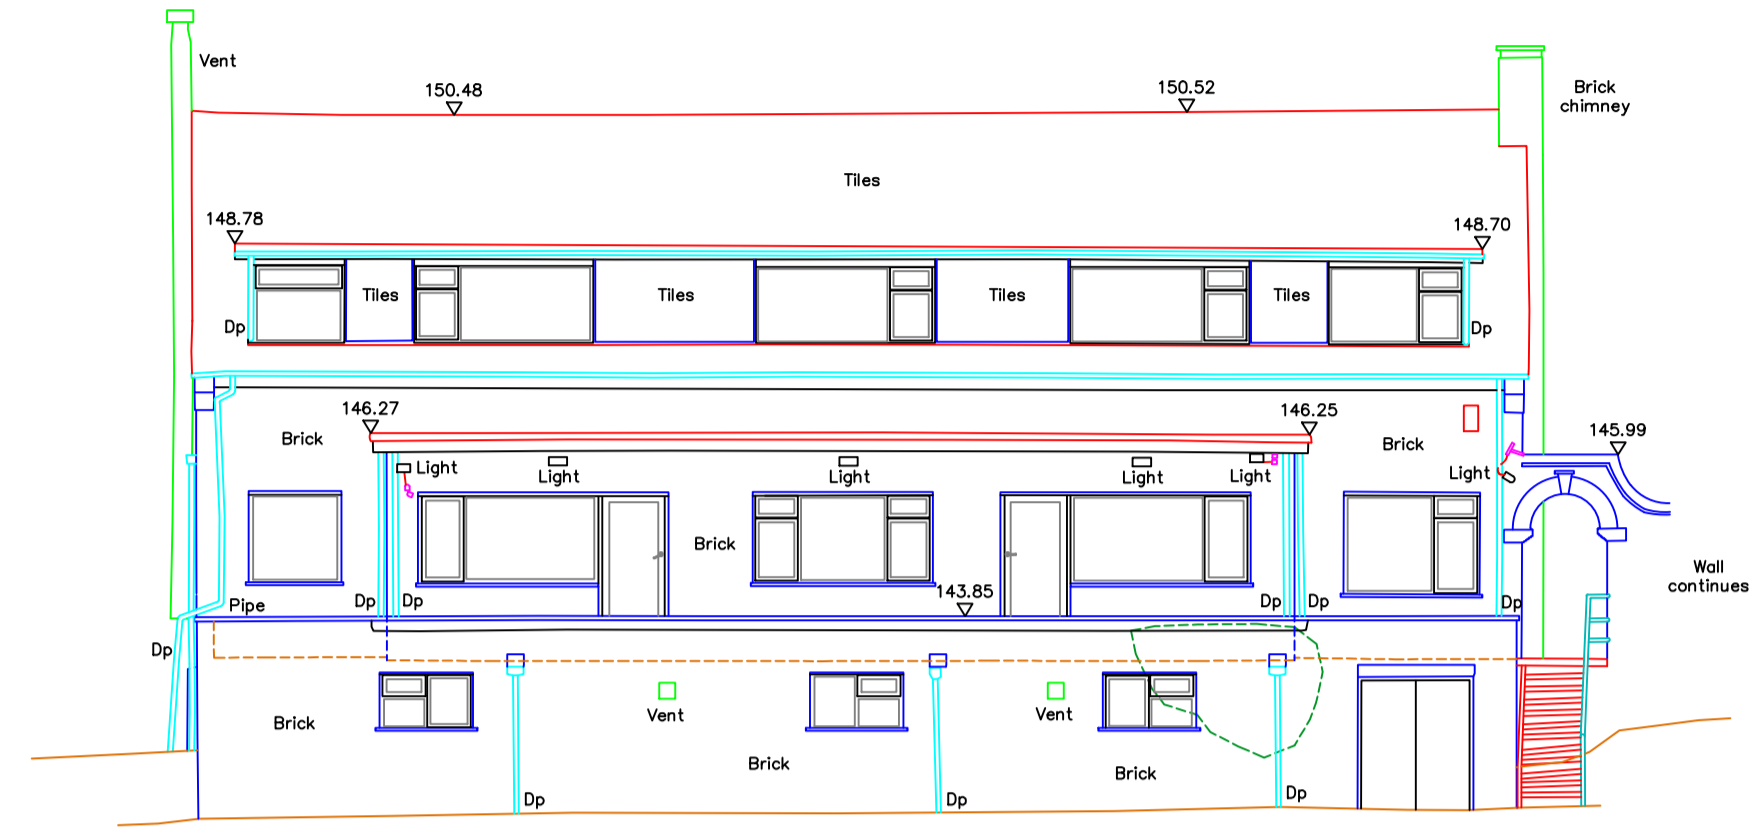 Vent
150.48
150.52
Brick
chimney
Tiles
148.78
148.70
Tiles
Tiles
Tiles
Tiles
Dp
Dp
146.27
146.25
145.99
Brick
Brick
Light
Light
Light
Light
Light
Light
Brick
143.85
Wall
continues
Pipe
Dp
Dp
Dp
Dp
Dp
Dp
Vent
Vent
Brick
Brick
Brick
Dp
Dp
Dp